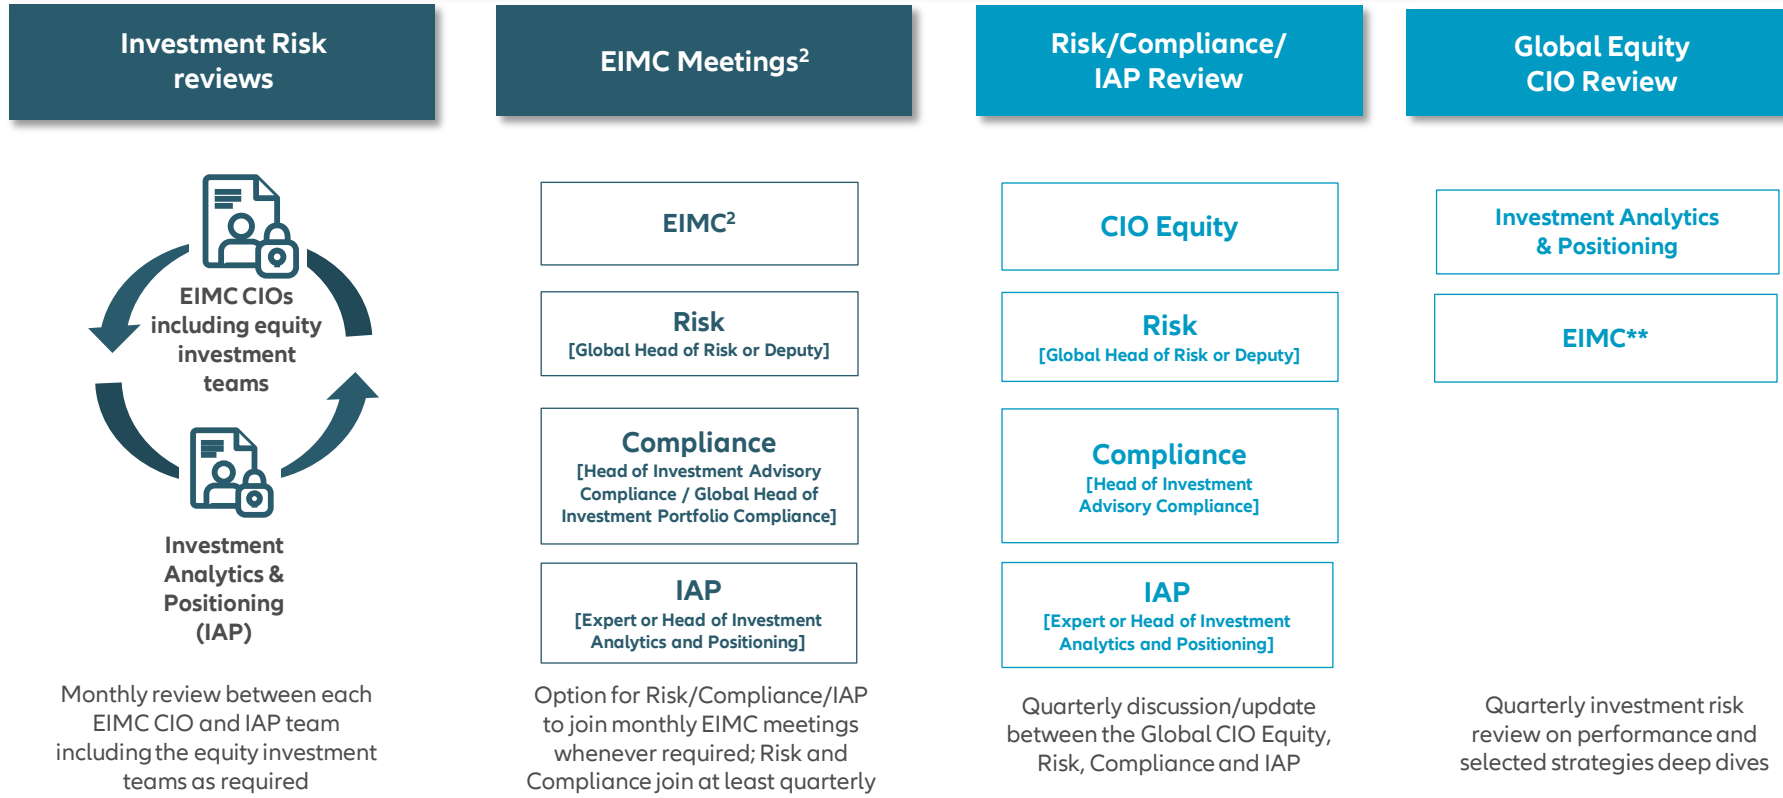 Investment Risk
reviews
EIMC Meetings²
Risk/Compliance/
IAP Review
Global Equity
CIO Review
EIMC CIOs
including equity
investment
teams
Investment
Analytics &
Positioning
(IAP)
Monthly review between each
EIMC CIO and IAP team
including the equity investment
teams as required
EIMC²
Risk
[Global Head of Risk or Deputy]
Compliance
[Head of Investment Advisory
Compliance / Global Head of
Investment Portfolio Compliance]
IAP
[Expert or Head of Investment
Analytics and Positioning]
Option for Risk/Compliance/IAP
to join monthly EIMC meetings
whenever required; Risk and
Compliance join at least quarterly
CIO Equity
Risk
[Global Head of Risk or Deputy]
Compliance
[Head of Investment
Advisory Compliance]
IAP
[Expert or Head of Investment
Analytics and Positioning]
Quarterly discussion/update
between the Global CIO Equity,
Risk, Compliance and IAP
Investment Analytics
& Positioning
EIMC**
Quarterly investment risk
review on performance and
selected strategies deep dives